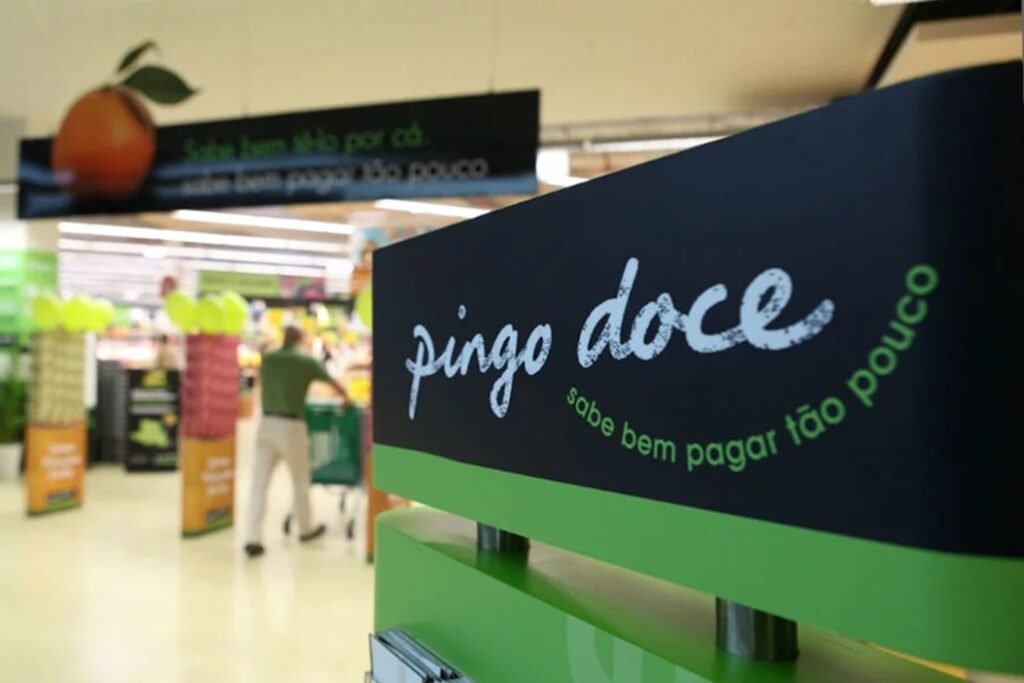 Sabe bem tê-lo por cá.
sabe bem pagar tão pouco
pingo doce
sabe bem pagar tão pouco